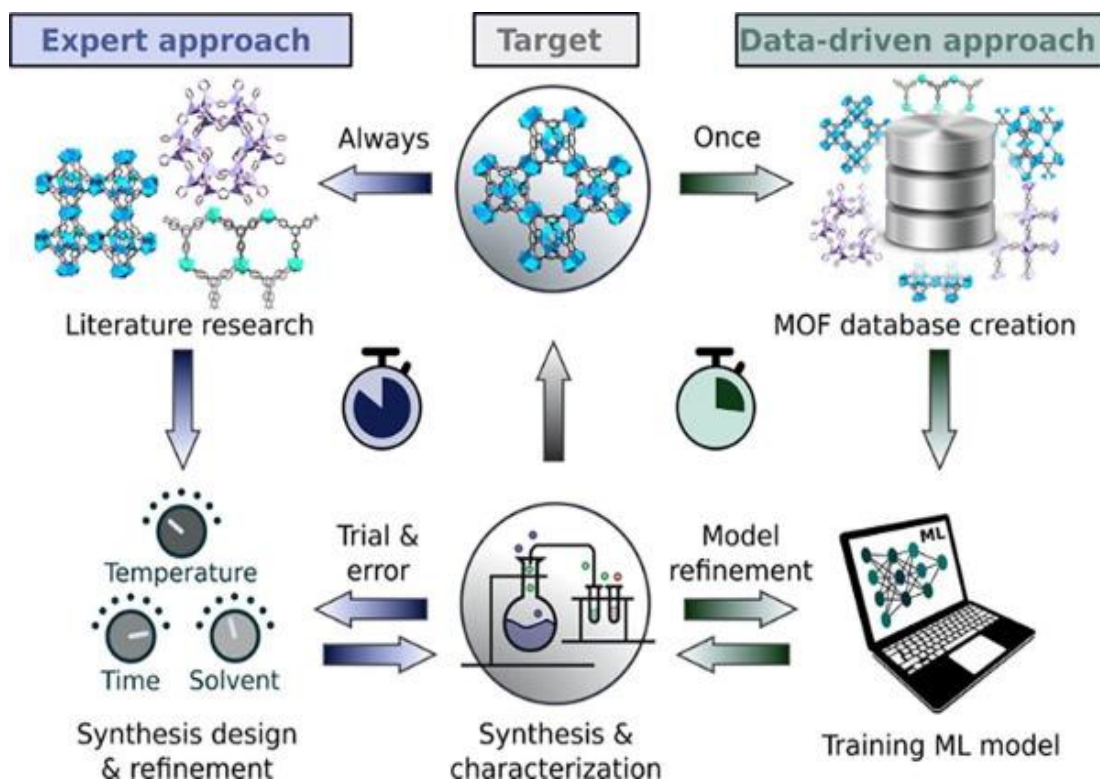 Expert approach
Target
Data-driven approach
Always
Once
Literature research
MOF database creation
Trial &
error
Model
refinement
ML
Temperature
Time
Solvent
Synthesis design
& refinement
Synthesis &
characterization
Training ML model